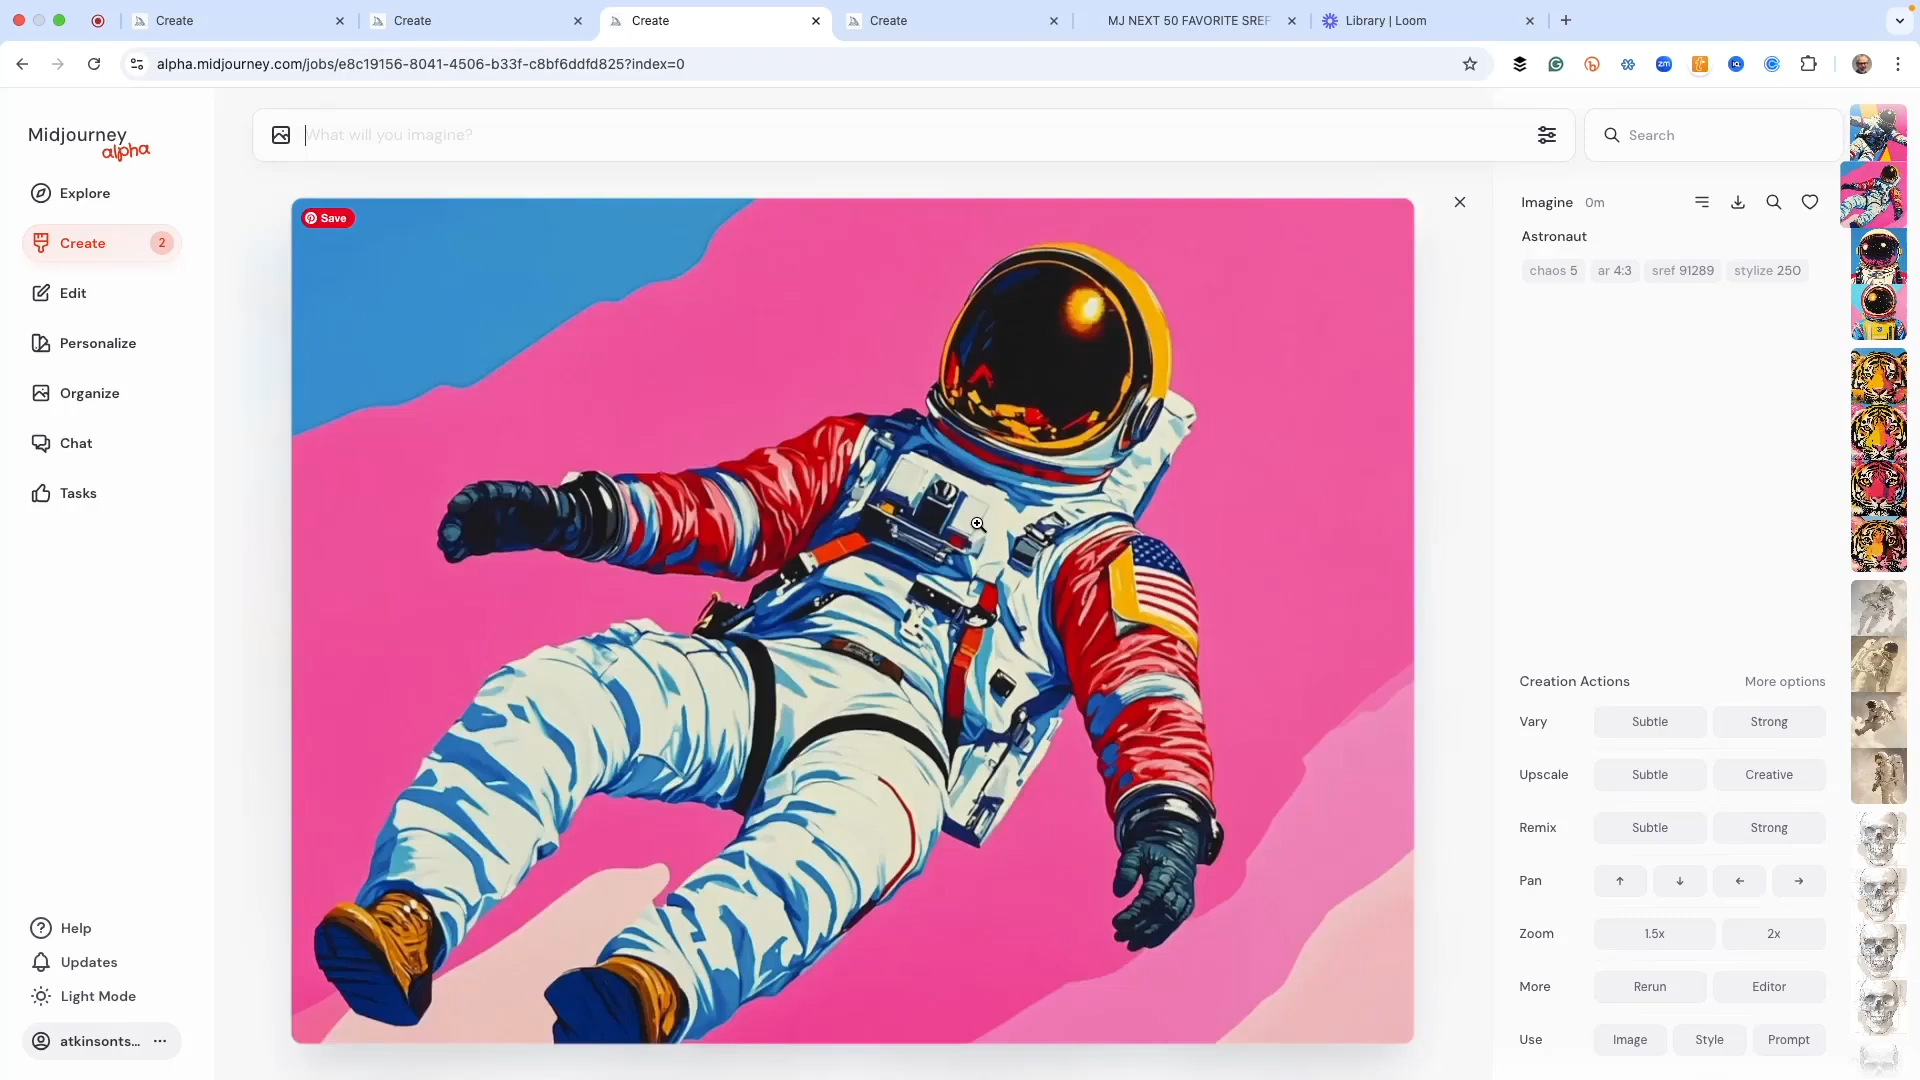 Create
Create
Create
Create
MJ NEXT 50 FAVORITE SREF
Library | Loom
alpha.midjourney.com/jobs/e8c19156-8041-4506-b33f-c8bf6ddfd825?index=0
zm
Midjourney
alpha
What will you imagine?
Search
Explore
Create
2
Edit
Personalize
Organize
Chat
Tasks
Help
Updates
Light Mode
atkinsonts...
Save
Imagine 0m
Astronaut
chaos 5
ar 4:3
sref 91289
stylize 250
Creation Actions
More options
Vary
Subtle
Strong
Upscale
Subtle
Creative
Remix
Subtle
Strong
Pan
Zoom
1.5x
2x
More
Rerun
Editor
Use
Image
Style
Prompt